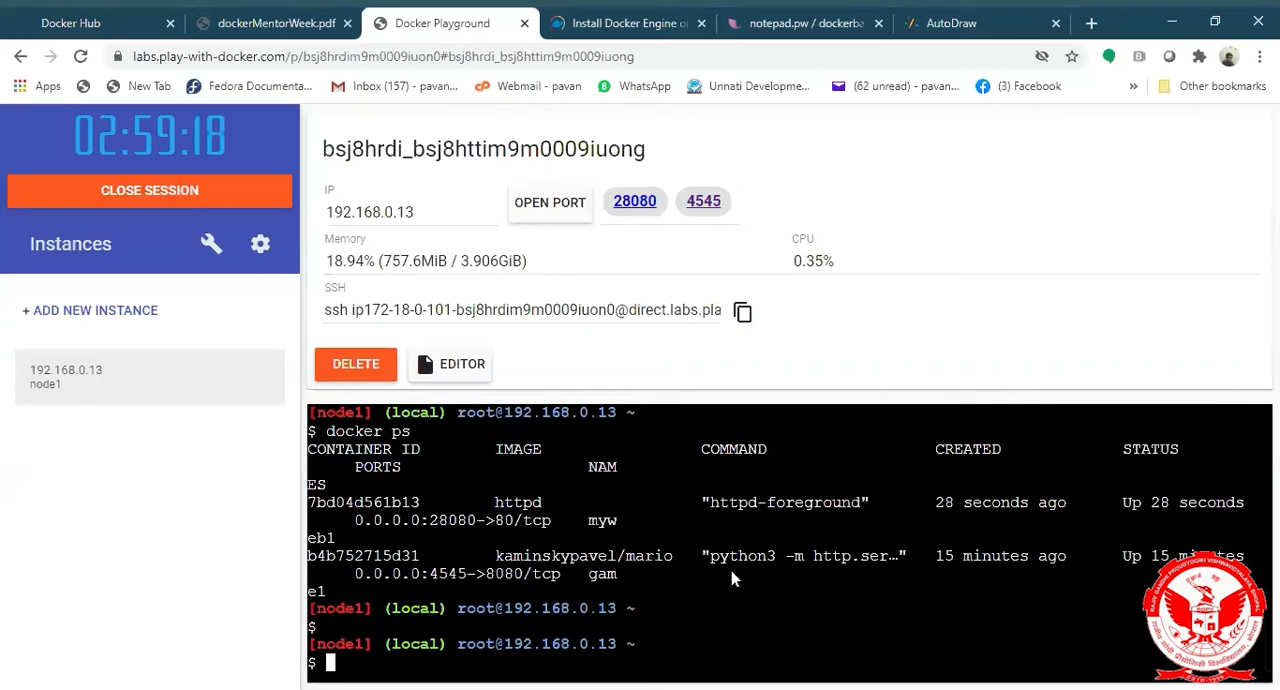 Docker Hub
dockerMentorWeek.pdf
Docker Playground
Install Docker Engine o
notepad.pw / dockerba
AutoDraw
labs.play-with-docker.com/p/bsj8hrdim9m0009iuon0#bsj8hrdi_bsj8httim9m0009iuong
Apps
New Tab
Fedora Documenta...
Inbox (157) - pavan...
Webmail - pavan
WhatsApp
Unnati Developme...
(62 unread) - pavan...
(3) Facebook
»
Other bookmarks
02:59:18
CLOSE SESSION
Instances
+ ADD NEW INSTANCE
192.168.0.13
node1
bsj8hrdi_bsj8httim9m0009iuong
IP
192.168.0.13
OPEN PORT
28080
4545
Memory
18.94% (757.6MiB / 3.906GiB)
CPU
0.35%
SSH
ssh ip172-18-0-101-bsj8hrdim9m0009iuon0@direct.labs.pla
DELETE
EDITOR
[node1] (local) root@192.168.0.13 ~
$ docker ps
CONTAINER ID IMAGE COMMAND CREATED STATUS
PORTS NAM
ES
7bd04d561b13 httpd "httpd-foreground" 28 seconds ago Up 28 seconds
0.0.0.0:28080->80/tcp myw
eb1
b4b752715d31 kaminskypavel/mario "python3 -m http.ser…" 15 minutes ago Up 15 minutes
0.0.0.0:4545->8080/tcp gam
e1
[node1] (local) root@192.168.0.13 ~
$
[node1] (local) root@192.168.0.13 ~
$